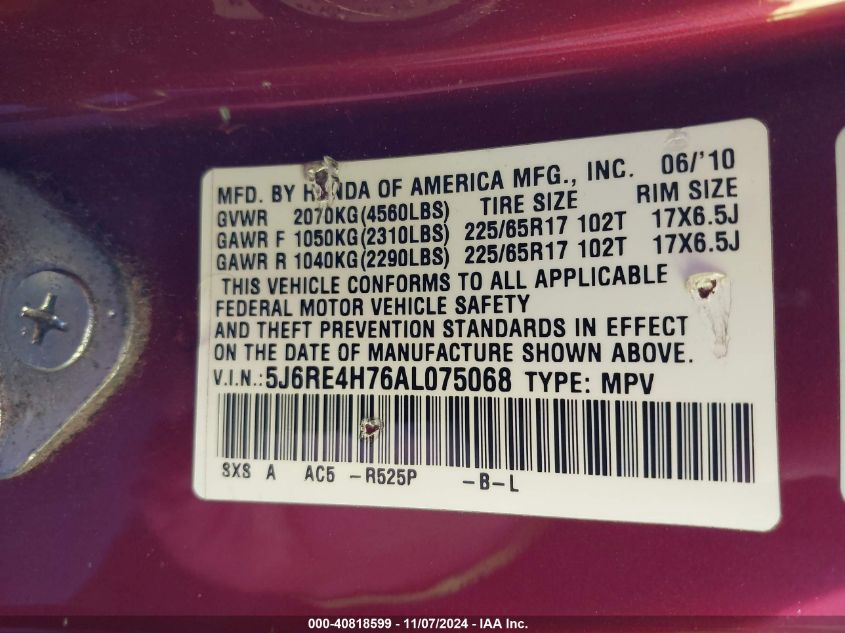 MFD. BY HONDA OF AMERICA MFG., INC. 06/'10
GVWR 2070KG(4560LBS) TIRE SIZE RIM SIZE
GAWR F 1050KG(2310LBS) 225/65R17 102T 17X6.5J
GAWR R 1040KG(2290LBS) 225/65R17 102T 17X6.5J
THIS VEHICLE CONFORMS TO ALL APPLICABLE
FEDERAL MOTOR VEHICLE SAFETY
AND THEFT PREVENTION STANDARDS IN EFFECT
ON THE DATE OF MANUFACTURE SHOWN ABOVE.
V.I.N.: 5J6RE4H76AL075068 TYPE: MPV
SXS A AC5 -R525P -B-L
000-40818599 - 11/07/2024 - IAA Inc.